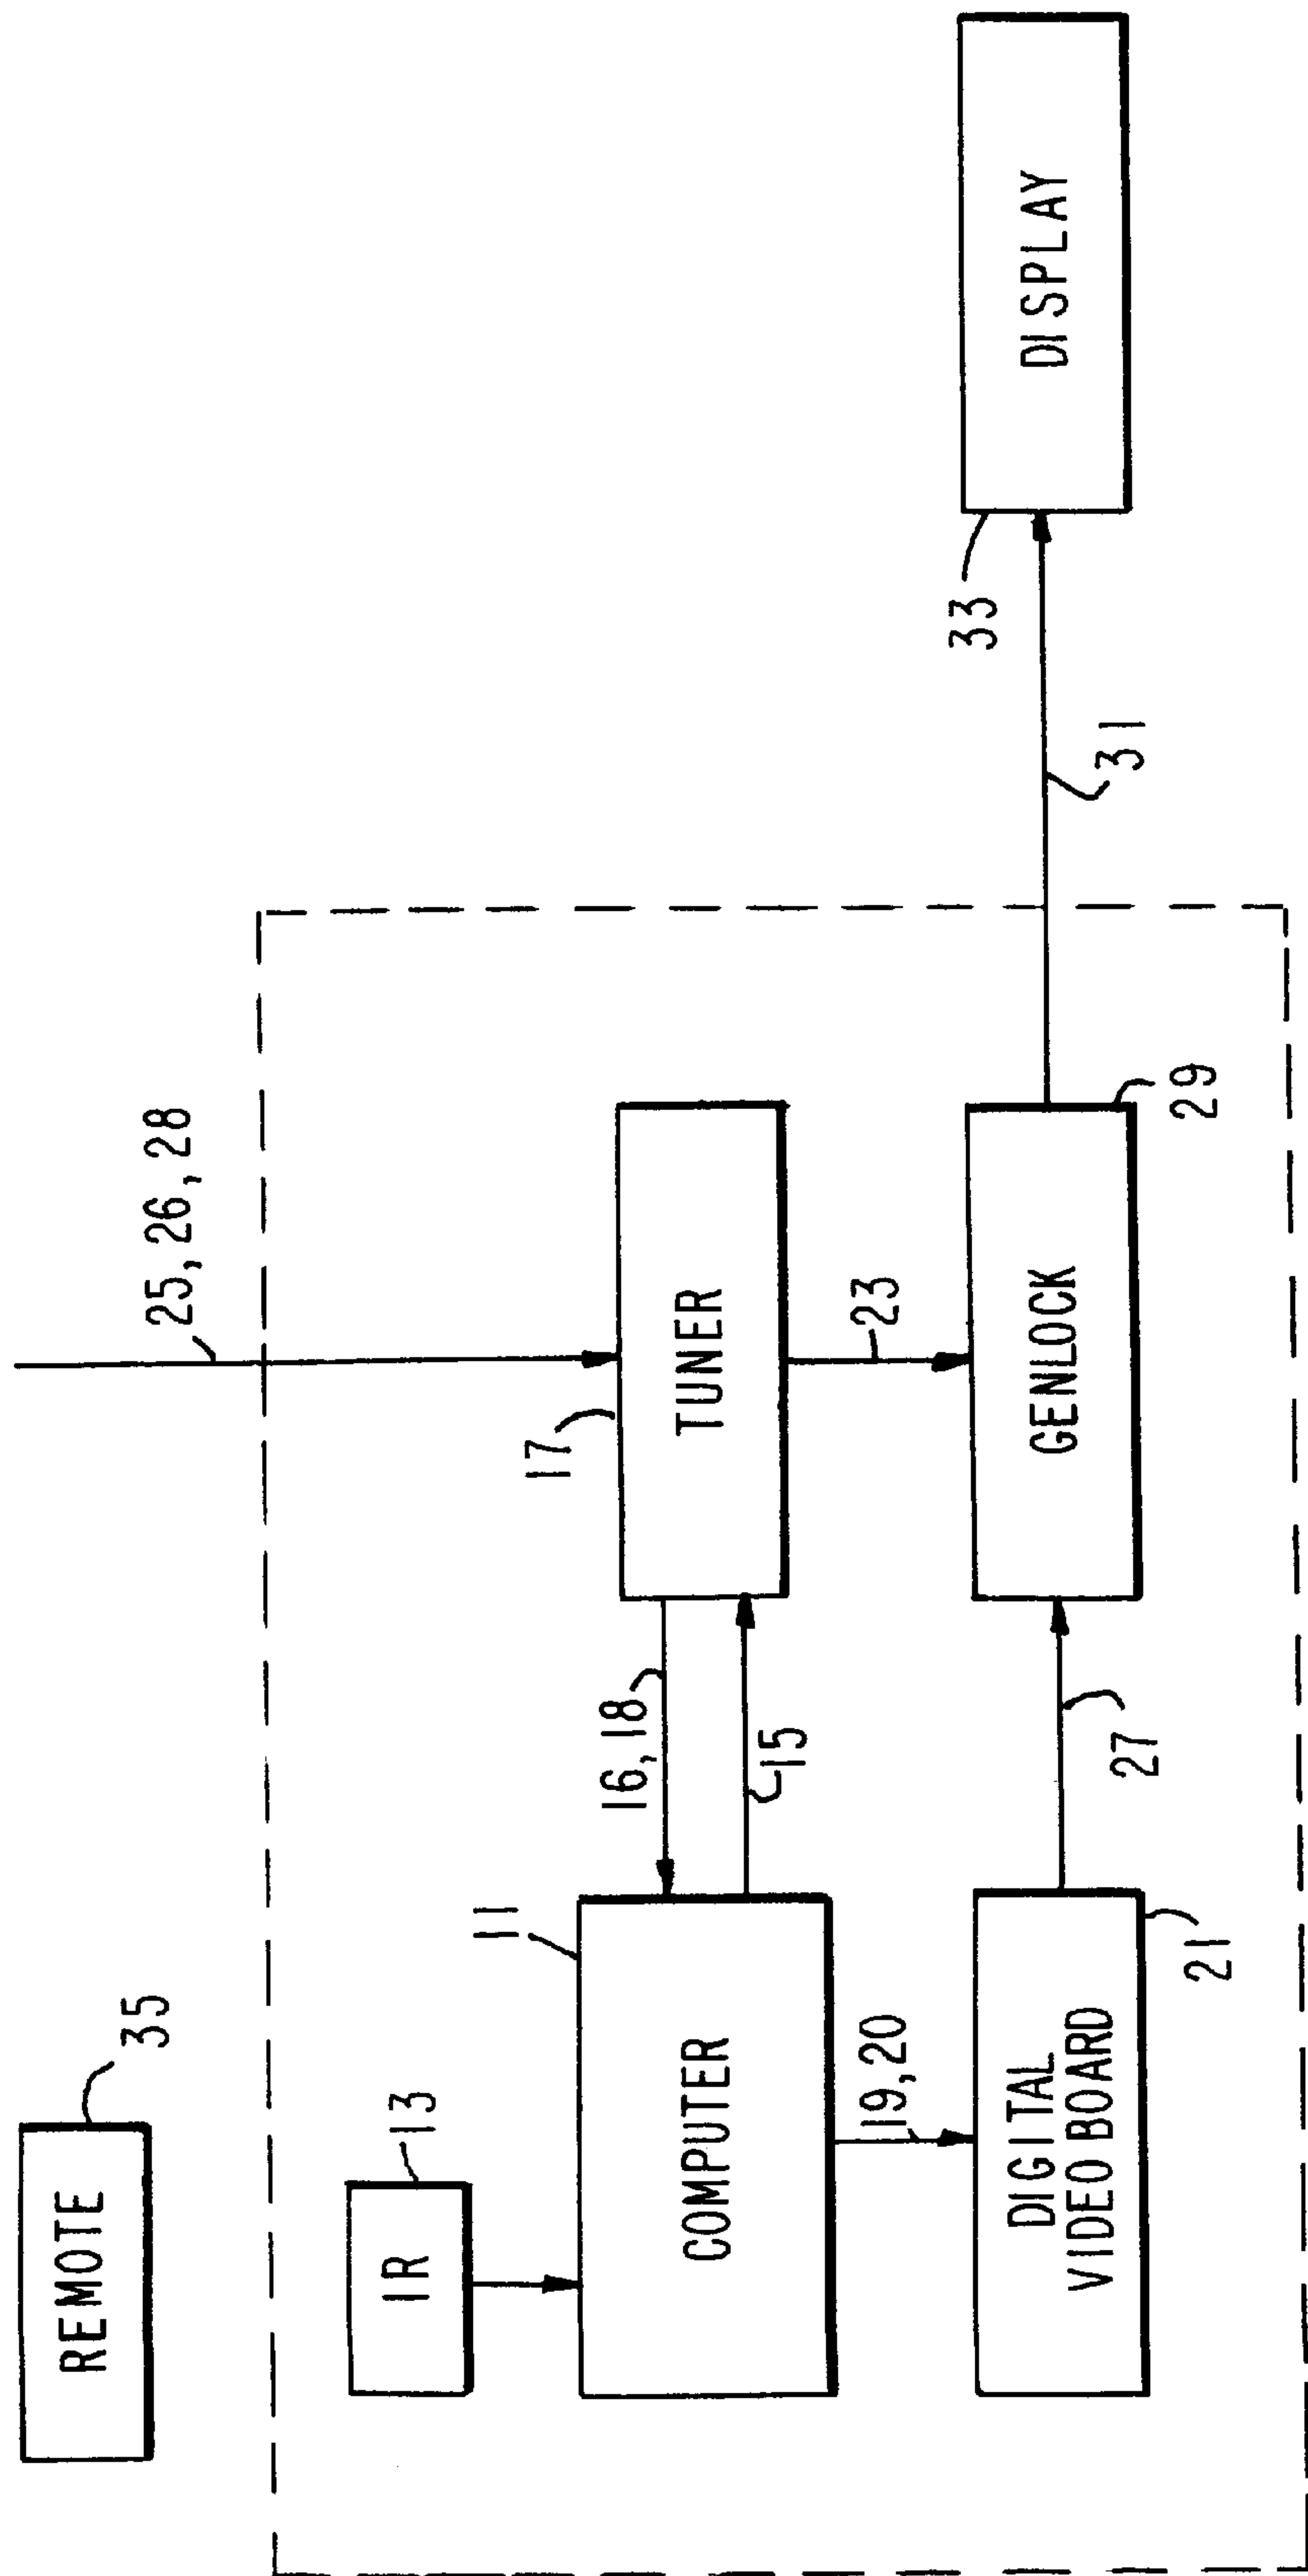 REMOTE
35
25, 26, 28
IR
13
COMPUTER
11
16, 18
15
17
TUNER
23
19, 20
DIGITAL
VIDEO BOARD
21
27
GENLOCK
29
31
33
DISPLAY